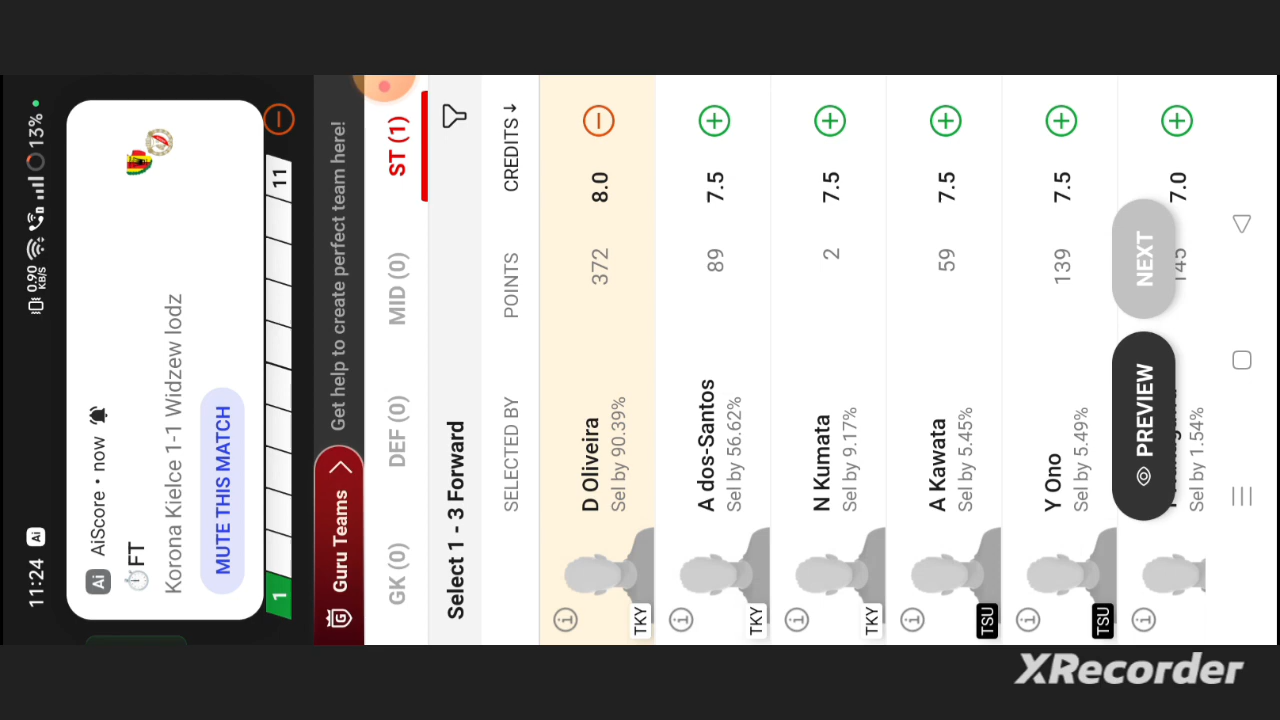 11:24 Ai 0.90 KB/S 13%
Ai AiScore • now
FT
Korona Kielce 1-1 Widzew lodz
MUTE THIS MATCH
1 11
Guru Teams Get help to create perfect team here!
GK (0) DEF (0) MID (0) ST (1)
Select 1 - 3 Forward
SELECTED BY POINTS CREDITS
D Oliveira 372 8.0
Sel by 90.39%
TKY
A dos-Santos 89 7.5
Sel by 56.62%
TKY
N Kumata 2 7.5
Sel by 9.17%
TKY
A Kawata 59 7.5
Sel by 5.45%
TSU
Y Ono 139 7.5
Sel by 5.49%
TSU
PREVIEW NEXT
145 7.0
Sel by 1.54%
XRecorder